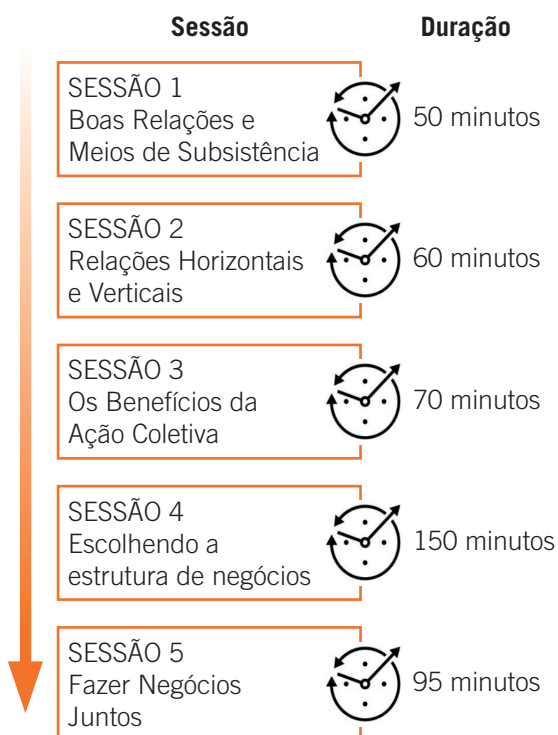 Sessão Duração
SESSÃO 1
Boas Relações e
Meios de Subsistência
50 minutos
SESSÃO 2
Relações Horizontais
e Verticais
60 minutos
SESSÃO 3
Os Benefícios da
Ação Coletiva
70 minutos
SESSÃO 4
Escolhendo a
estrutura de negócios
150 minutos
SESSÃO 5
Fazer Negócios
Juntos
95 minutos